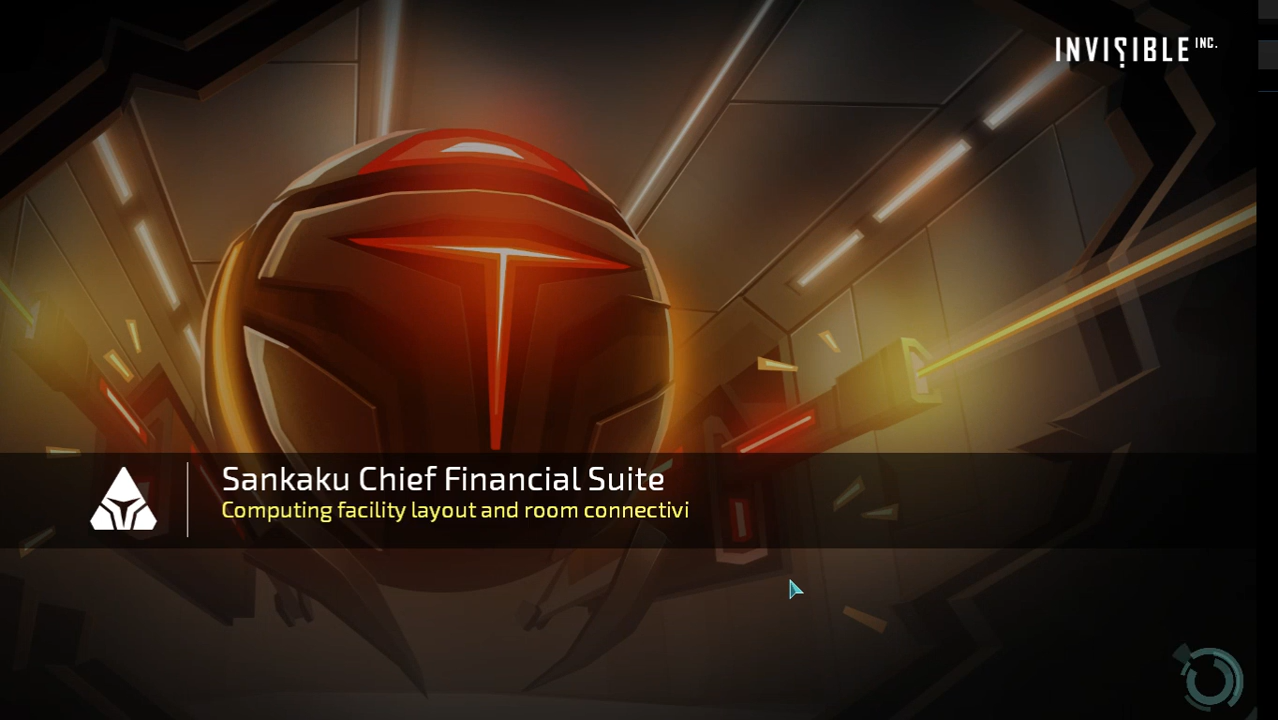 INVISIBLE INC.
Sankaku Chief Financial Suite
Computing facility layout and room connectivi